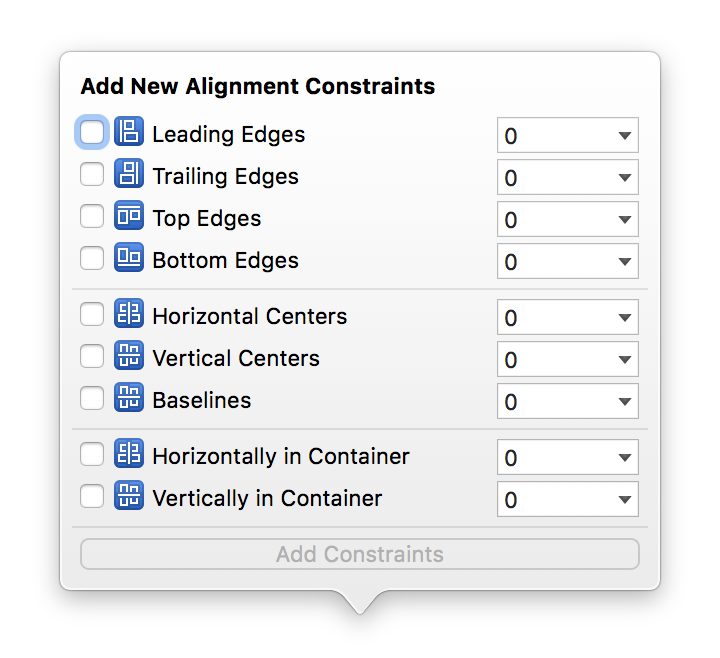 Add New Alignment Constraints
Leading Edges 0
Trailing Edges 0
Top Edges 0
Bottom Edges 0
Horizontal Centers 0
Vertical Centers 0
Baselines 0
Horizontally in Container 0
Vertically in Container 0
Add Constraints